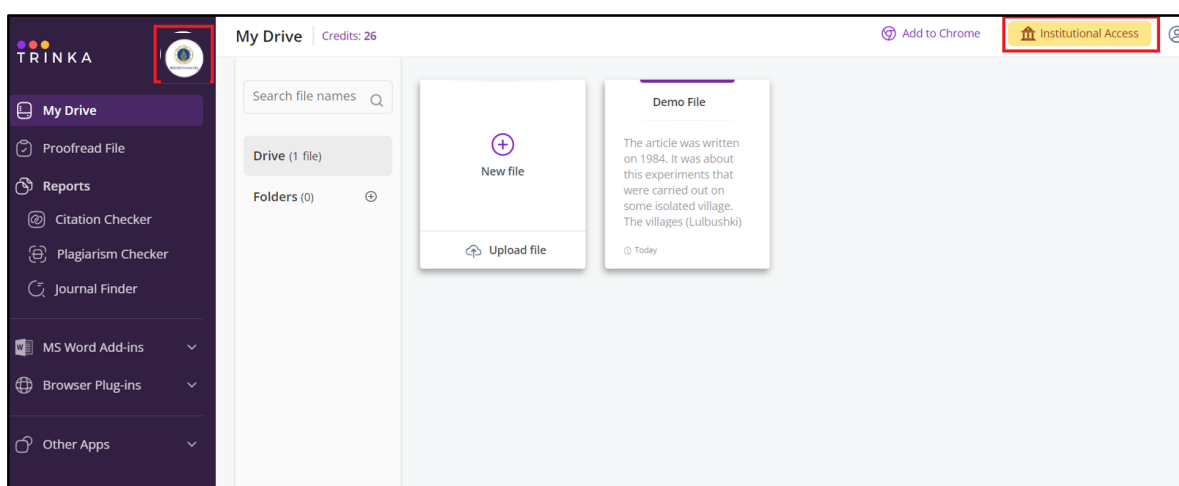 TRINKA
My Drive
Proofread File
Reports
Citation Checker
Plagiarism Checker
Journal Finder
MS Word Add-ins
Browser Plug-ins
Other Apps
My Drive Credits: 26
Add to Chrome
Institutional Access
Search file names
Drive (1 file)
Folders (0)
New file
Upload file
Demo File
The article was written
on 1984. It was about
this experiments that
were carried out on
some isolated village.
The villages (Lulbushki)
Today